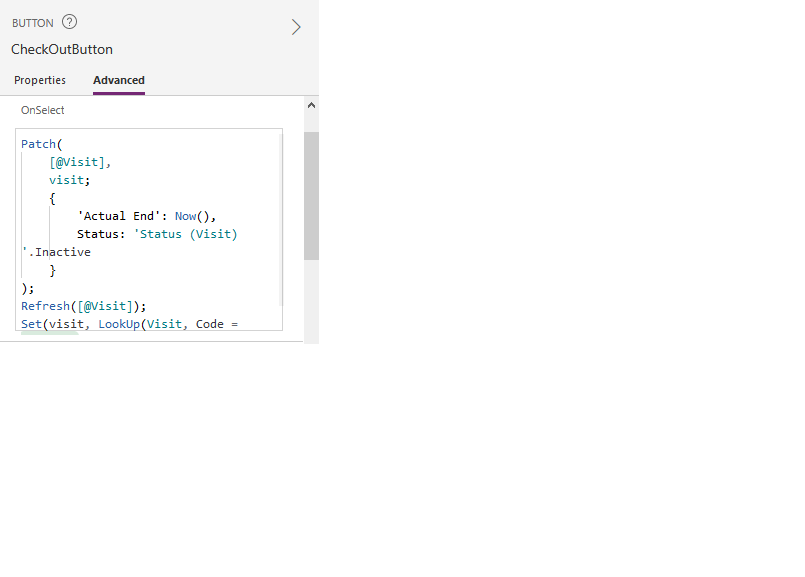 BUTTON ?
CheckOutButton
Properties Advanced
OnSelect
Patch(
[@Visit],
visit;
{
'Actual End': Now(),
Status: 'Status (Visit)
'.Inactive
}
);
Refresh([@Visit]);
Set(visit, LookUp(Visit, Code =